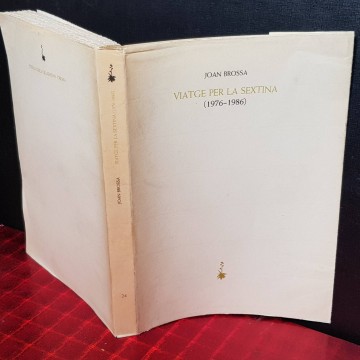 JOAN BROSSA
VIATGE PER LA SEXTINA
(1976-1986)
VIATGE PER LA SEXTINA
JOAN BROSSA